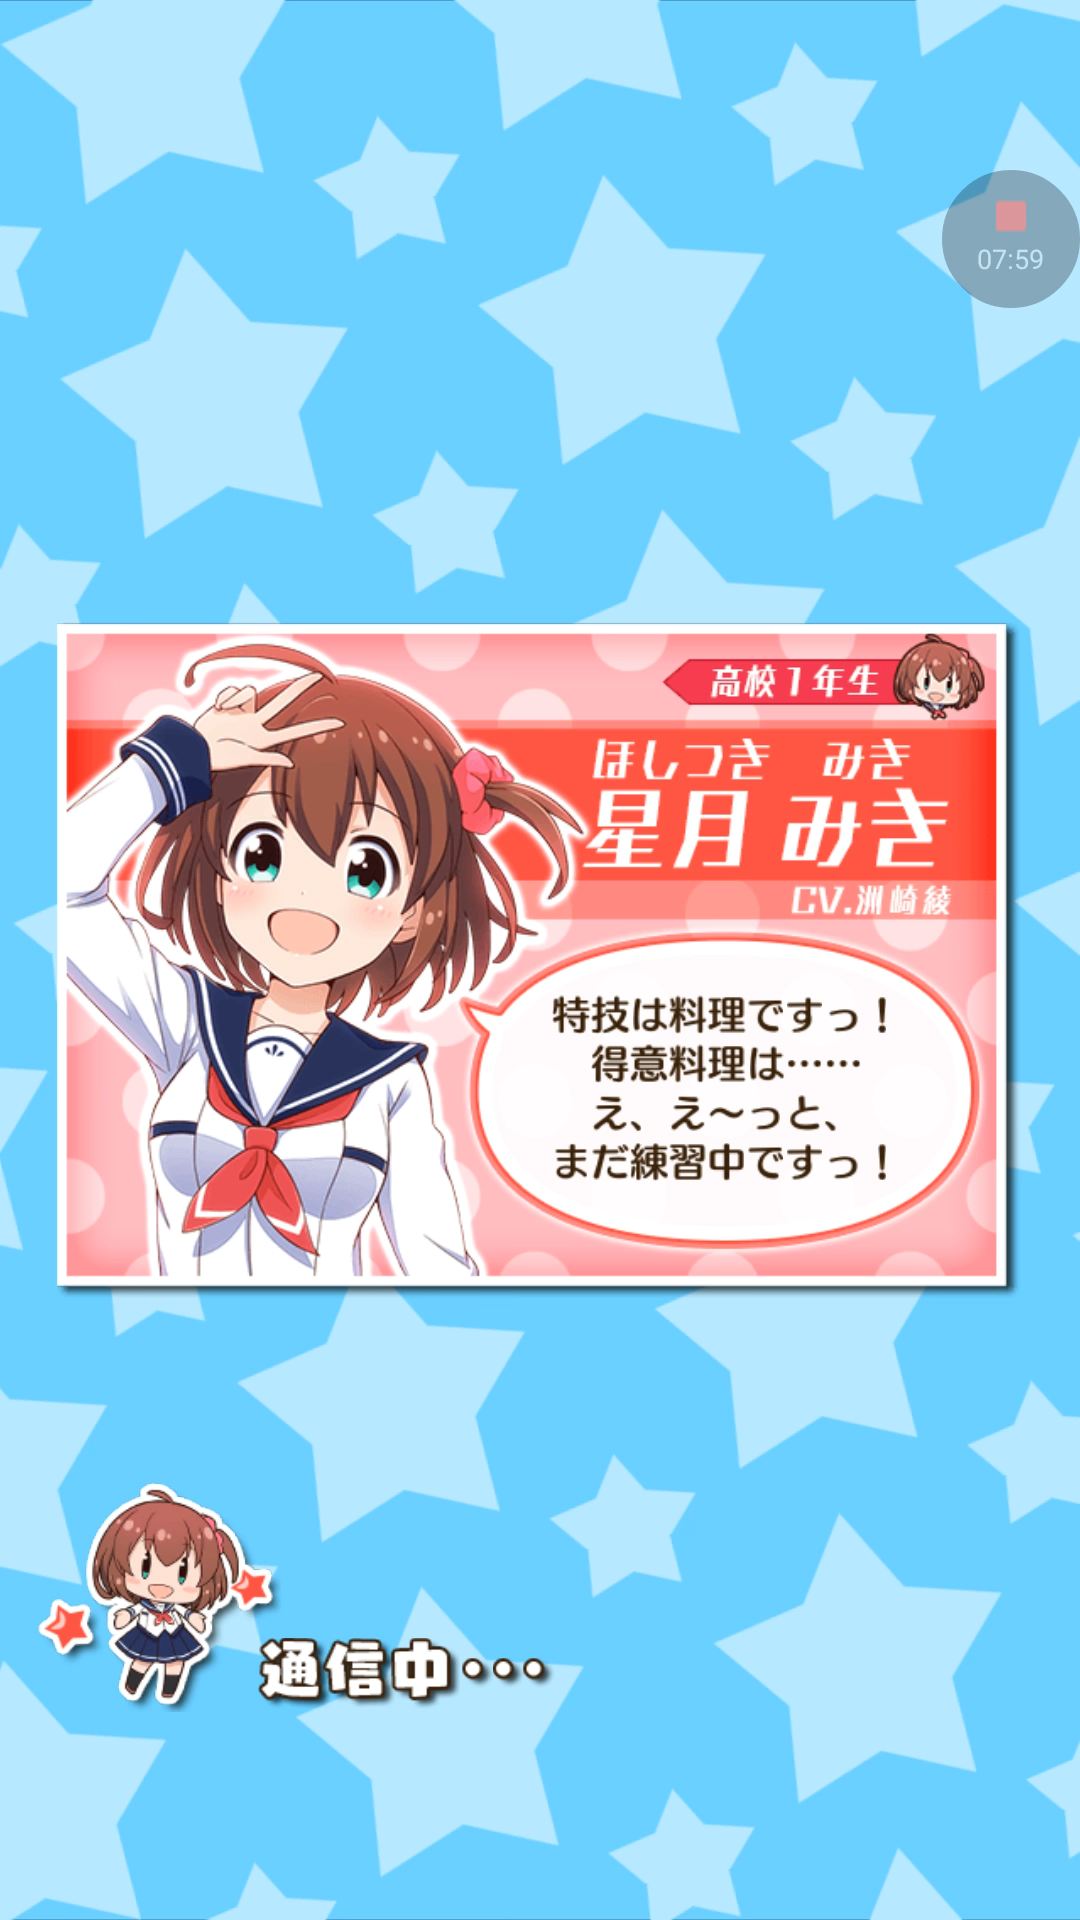 07:59
高校1年生
ほしつき みき
星月 みき
CV.洲崎綾
特技は料理ですっ！
得意料理は……
え、え〜っと、
まだ練習中ですっ！
通信中・・・